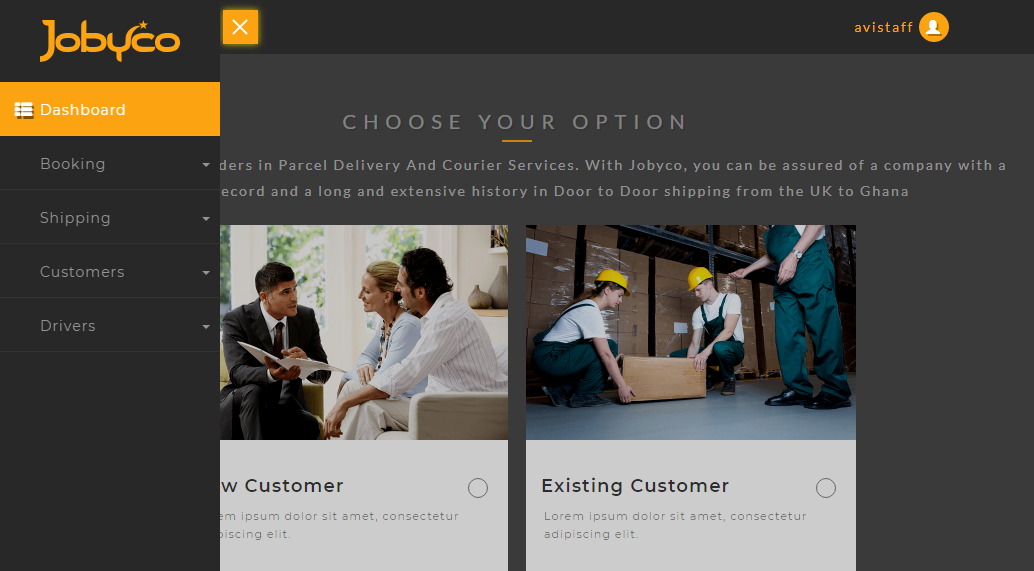 Jobyco
avistaff
Dashboard
Booking
Shipping
Customers
Drivers
CHOOSE YOUR OPTION
ders in Parcel Delivery And Courier Services. With Jobyco, you can be assured of a company with a
ecord and a long and extensive history in Door to Door shipping from the UK to Ghana
w Customer
em ipsum dolor sit amet, consectetur
piscing elit.
Existing Customer
Lorem ipsum dolor sit amet, consectetur
adipiscing elit.